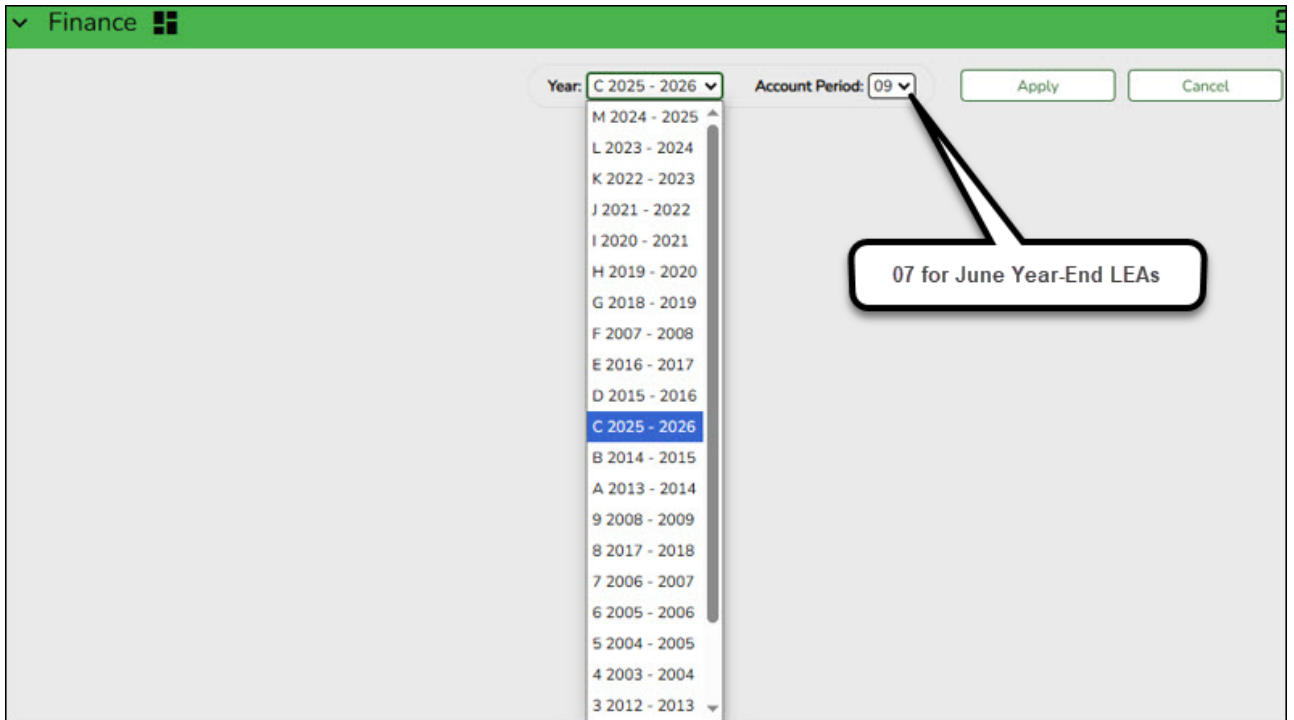 Finance
Year: C 2025 - 2026 Account Period: 09 Apply Cancel
M 2024 - 2025
L 2023 - 2024
K 2022 - 2023
J 2021 - 2022
I 2020 - 2021
H 2019 - 2020
G 2018 - 2019
F 2007 - 2008
E 2016 - 2017
D 2015 - 2016
C 2025 - 2026
B 2014 - 2015
A 2013 - 2014
9 2008 - 2009
8 2017 - 2018
7 2006 - 2007
6 2005 - 2006
5 2004 - 2005
4 2003 - 2004
3 2012 - 2013
07 for June Year-End LEAs